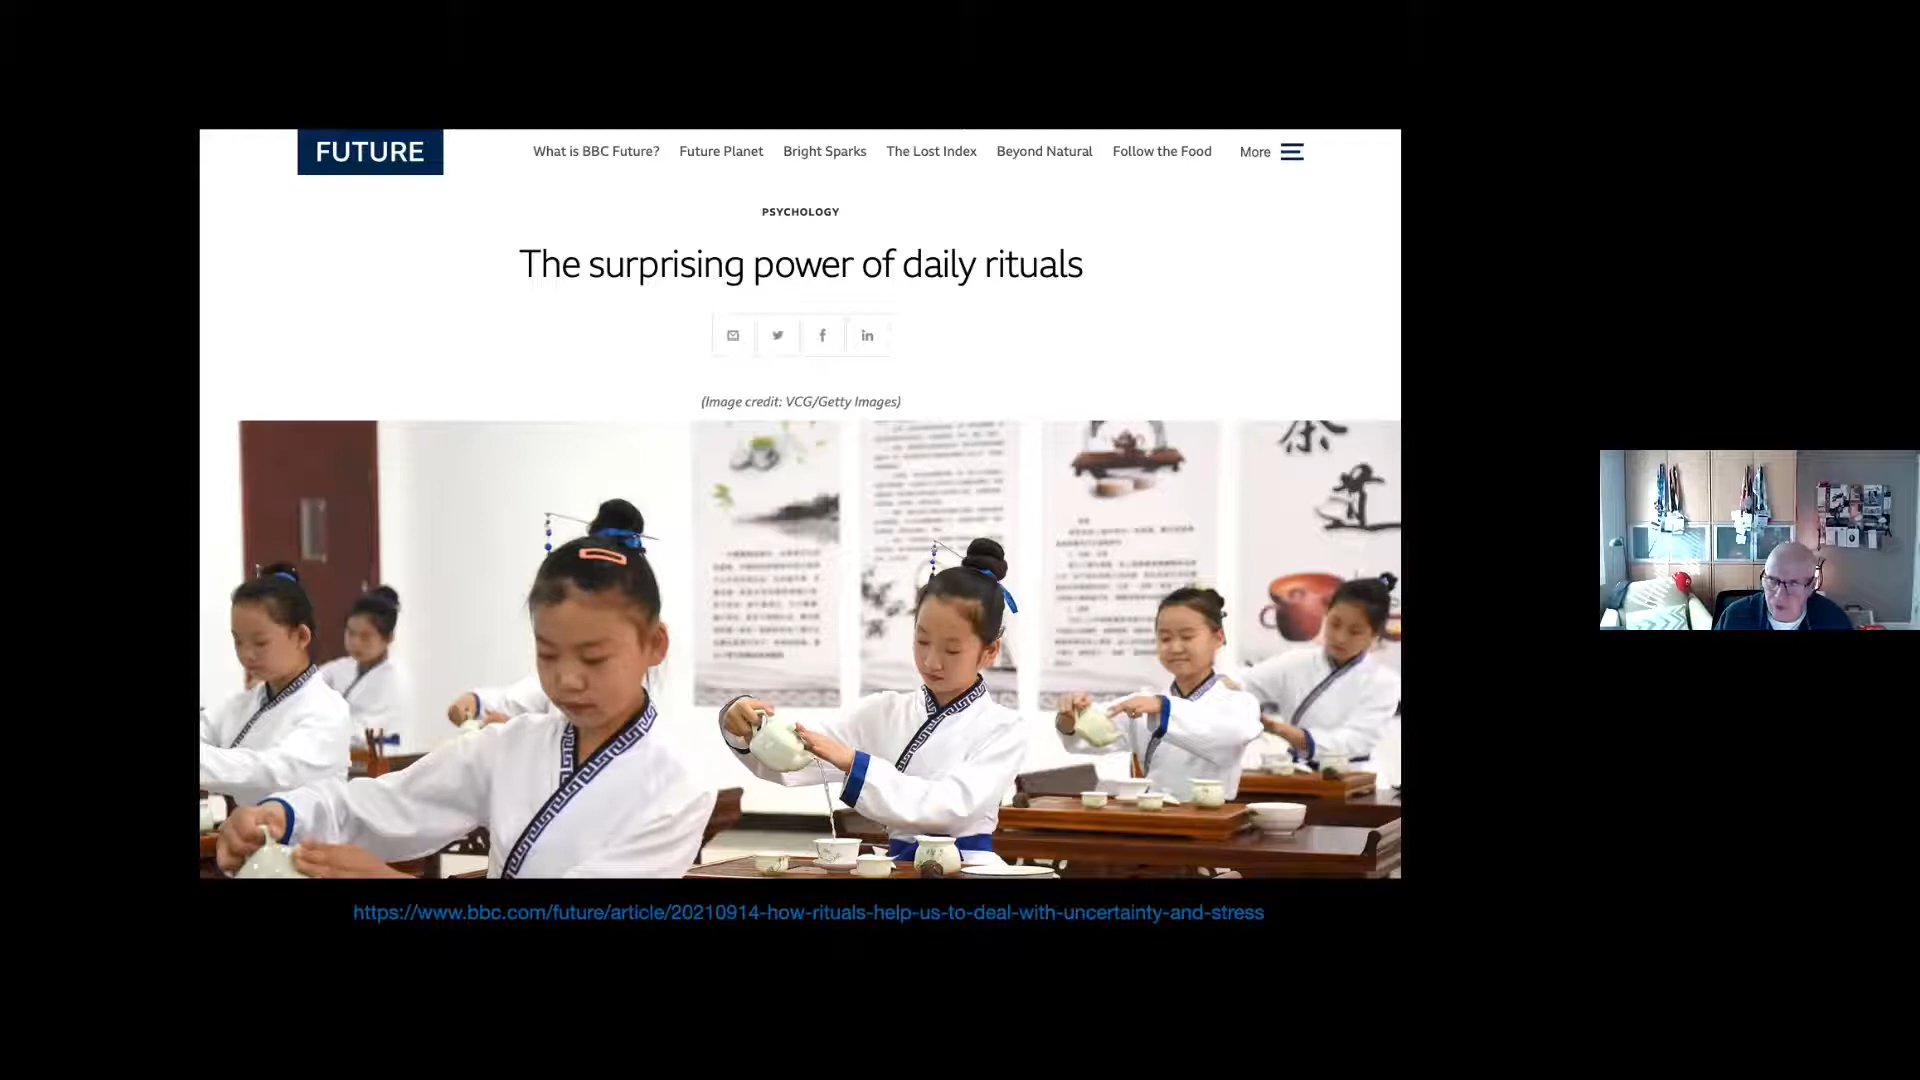 FUTURE
What is BBC Future? Future Planet Bright Sparks The Lost Index Beyond Natural Follow the Food More
PSYCHOLOGY
The surprising power of daily rituals
(Image credit: VCG/Getty Images)
茶
https://www.bbc.com/future/article/20210914-how-rituals-help-us-to-deal-with-uncertainty-and-stress